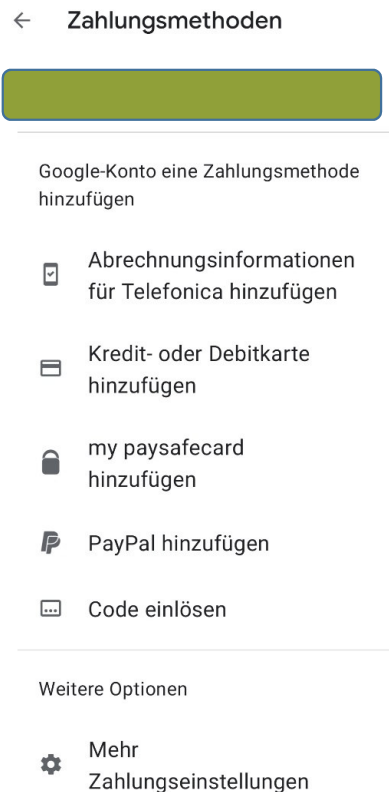 Zahlungsmethoden
Google-Konto eine Zahlungsmethode
hinzufügen
Abrechnungsinformationen
für Telefonica hinzufügen
Kredit- oder Debitkarte
hinzufügen
my paysafecard
hinzufügen
PayPal hinzufügen
Code einlösen
Weitere Optionen
Mehr
Zahlungseinstellungen